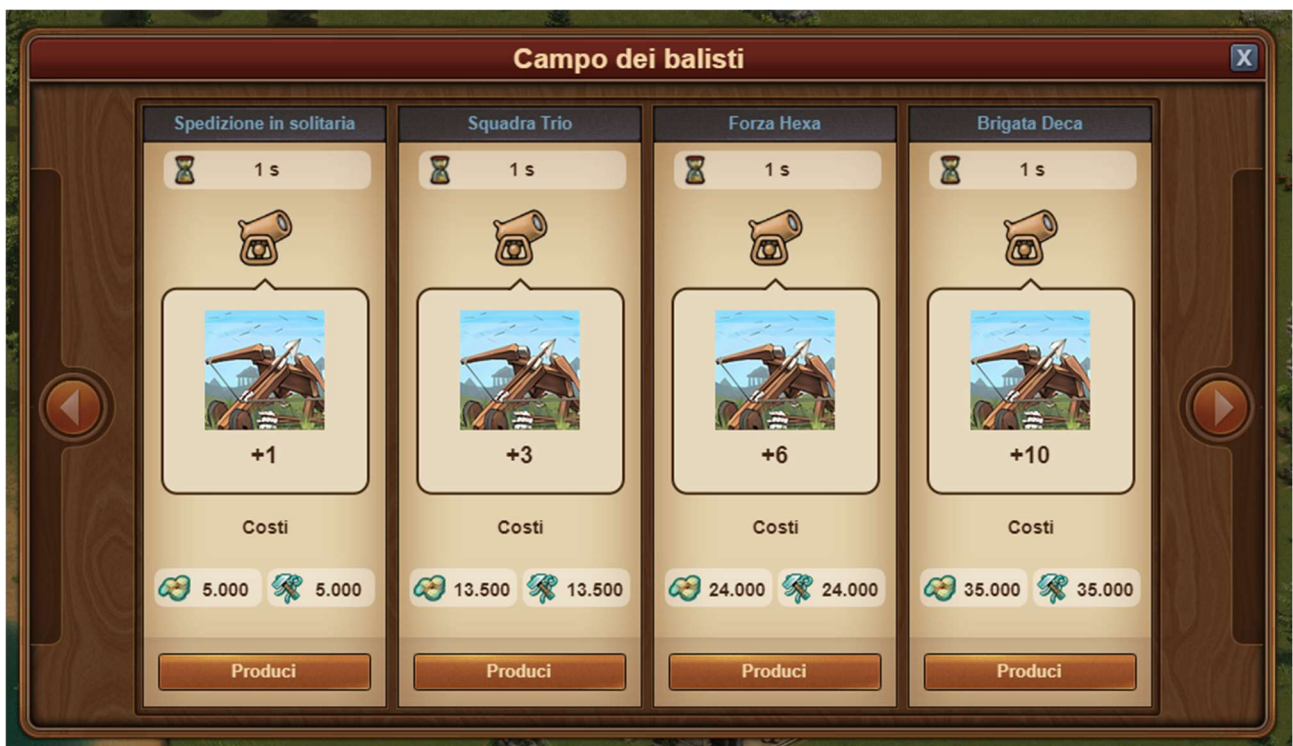 Campo dei balisti
X
Spedizione in solitaria
1 s
+1
Costi
5.000 5.000
Produci
Squadra Trio
1 s
+3
Costi
13.500 13.500
Produci
Forza Hexa
1 s
+6
Costi
24.000 24.000
Produci
Brigata Deca
1 s
+10
Costi
35.000 35.000
Produci